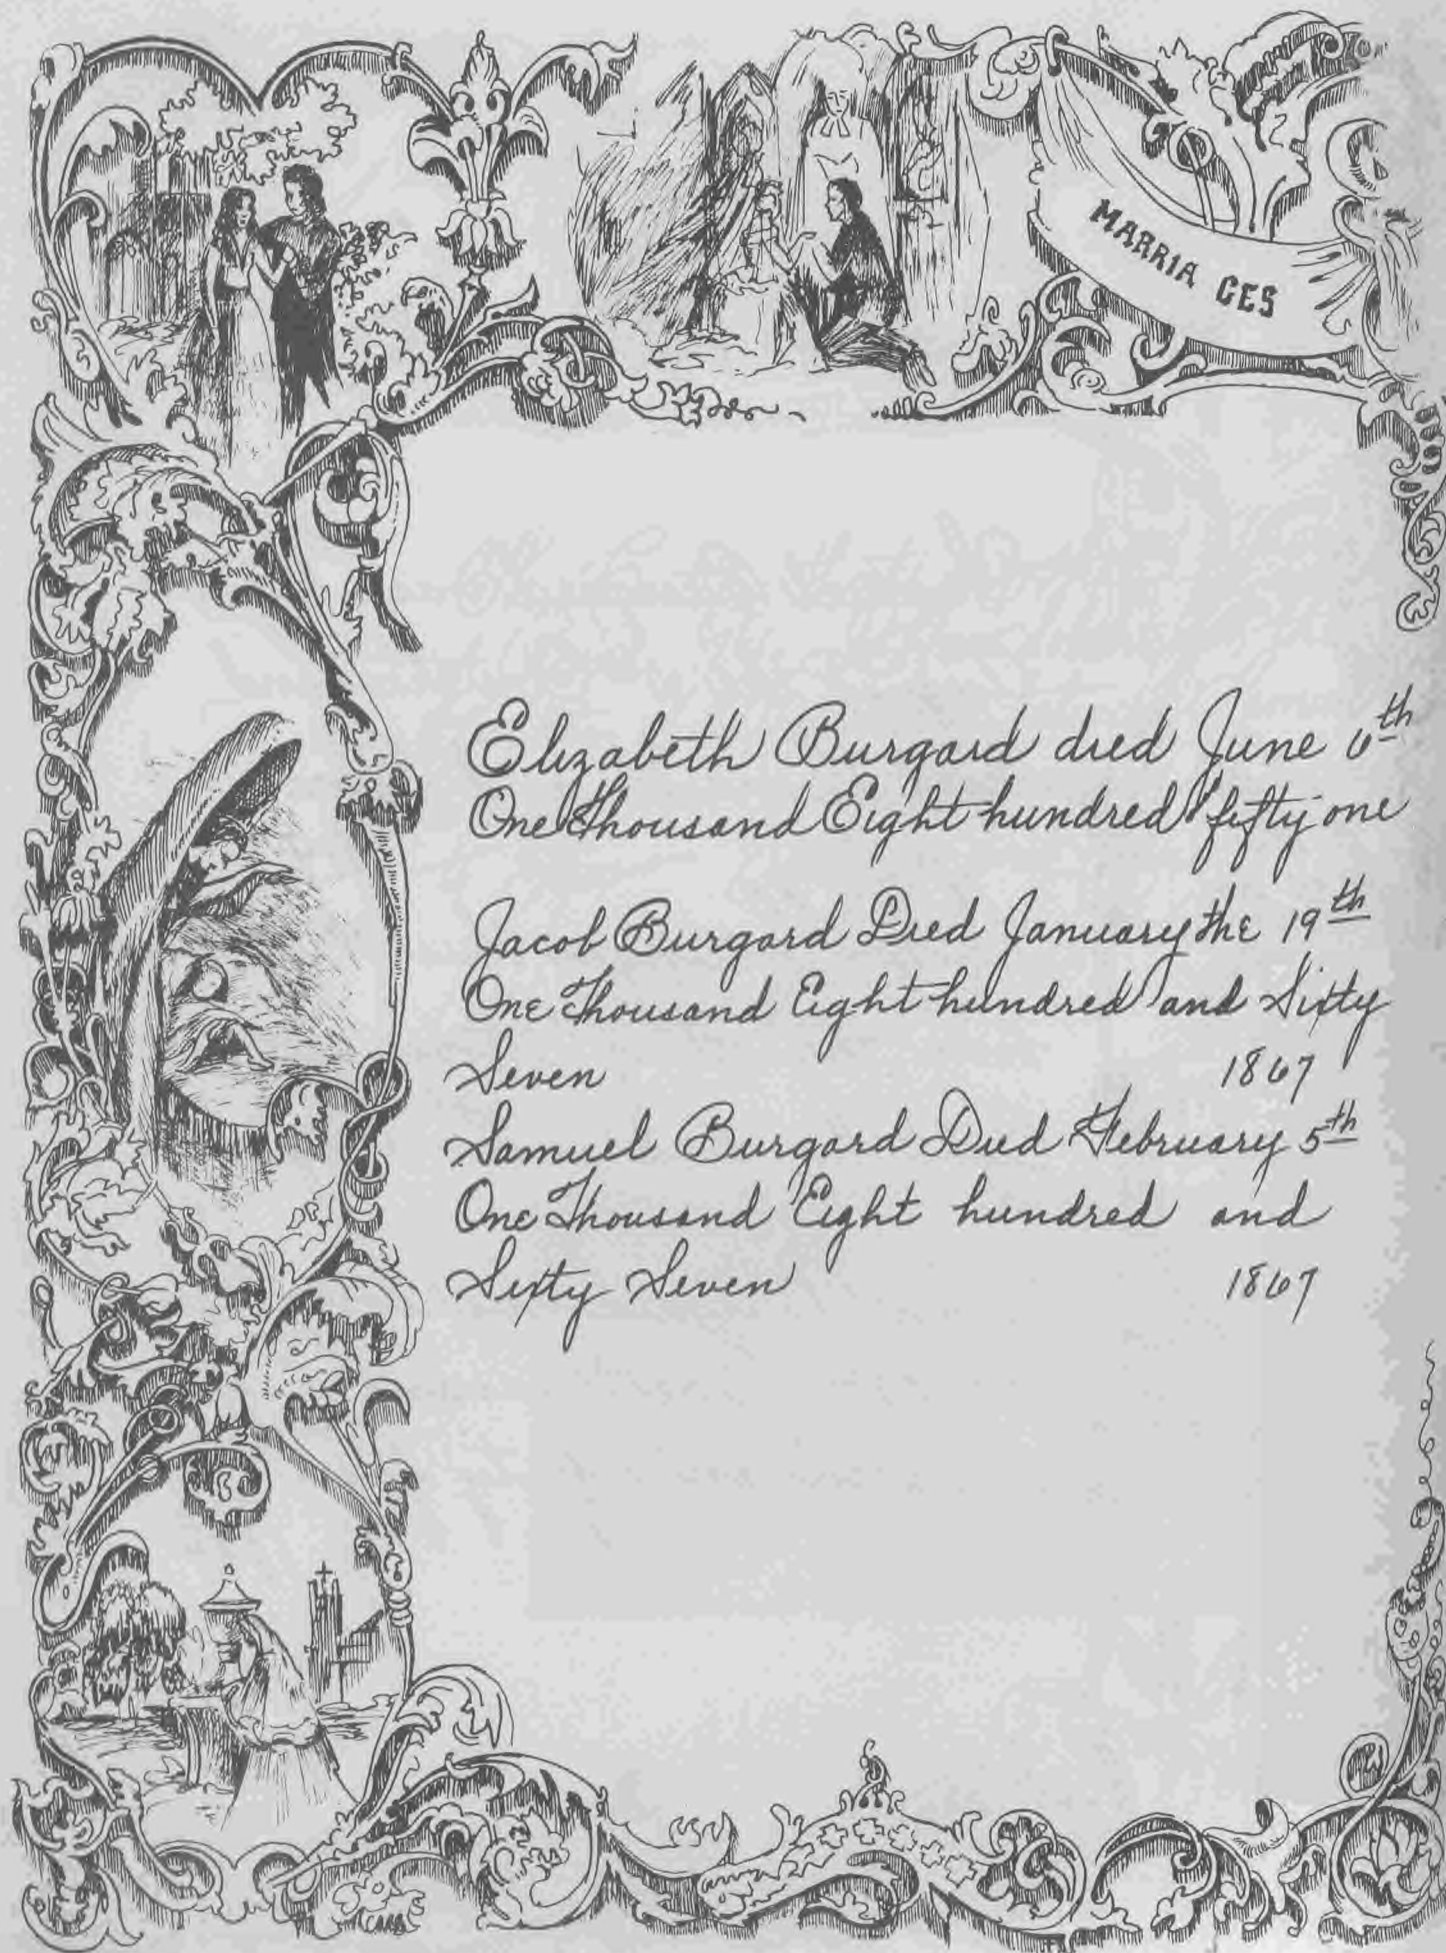 MARRIAGES
Elizabeth Burgard died June 6th
One Thousand Eight hundred fifty one
Jacob Burgard Died January the 19th
One Thousand Eight hundred and Sixty
Seven 1867
Samuel Burgard Died February 5th
One Thousand Eight hundred and
Sixty Seven 1867